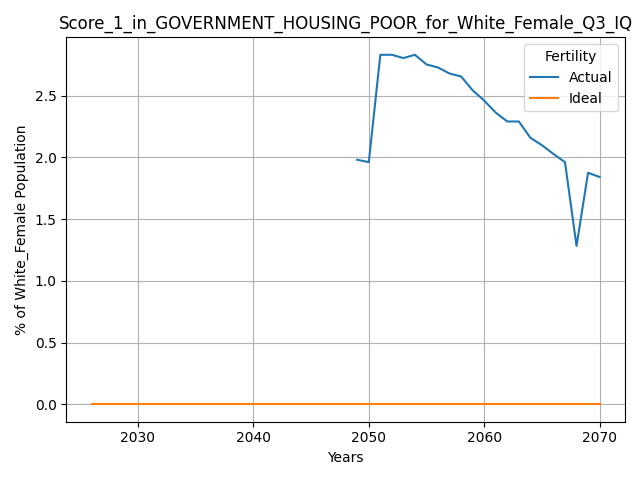 Score_1_in_GOVERNMENT_HOUSING_POOR_for_White_Female_Q3_IQ
Fertility
Actual
Ideal
% of White_Female Population
2.5
2.0
1.5
1.0
0.5
0.0
2030 2040 2050 2060 2070
Years